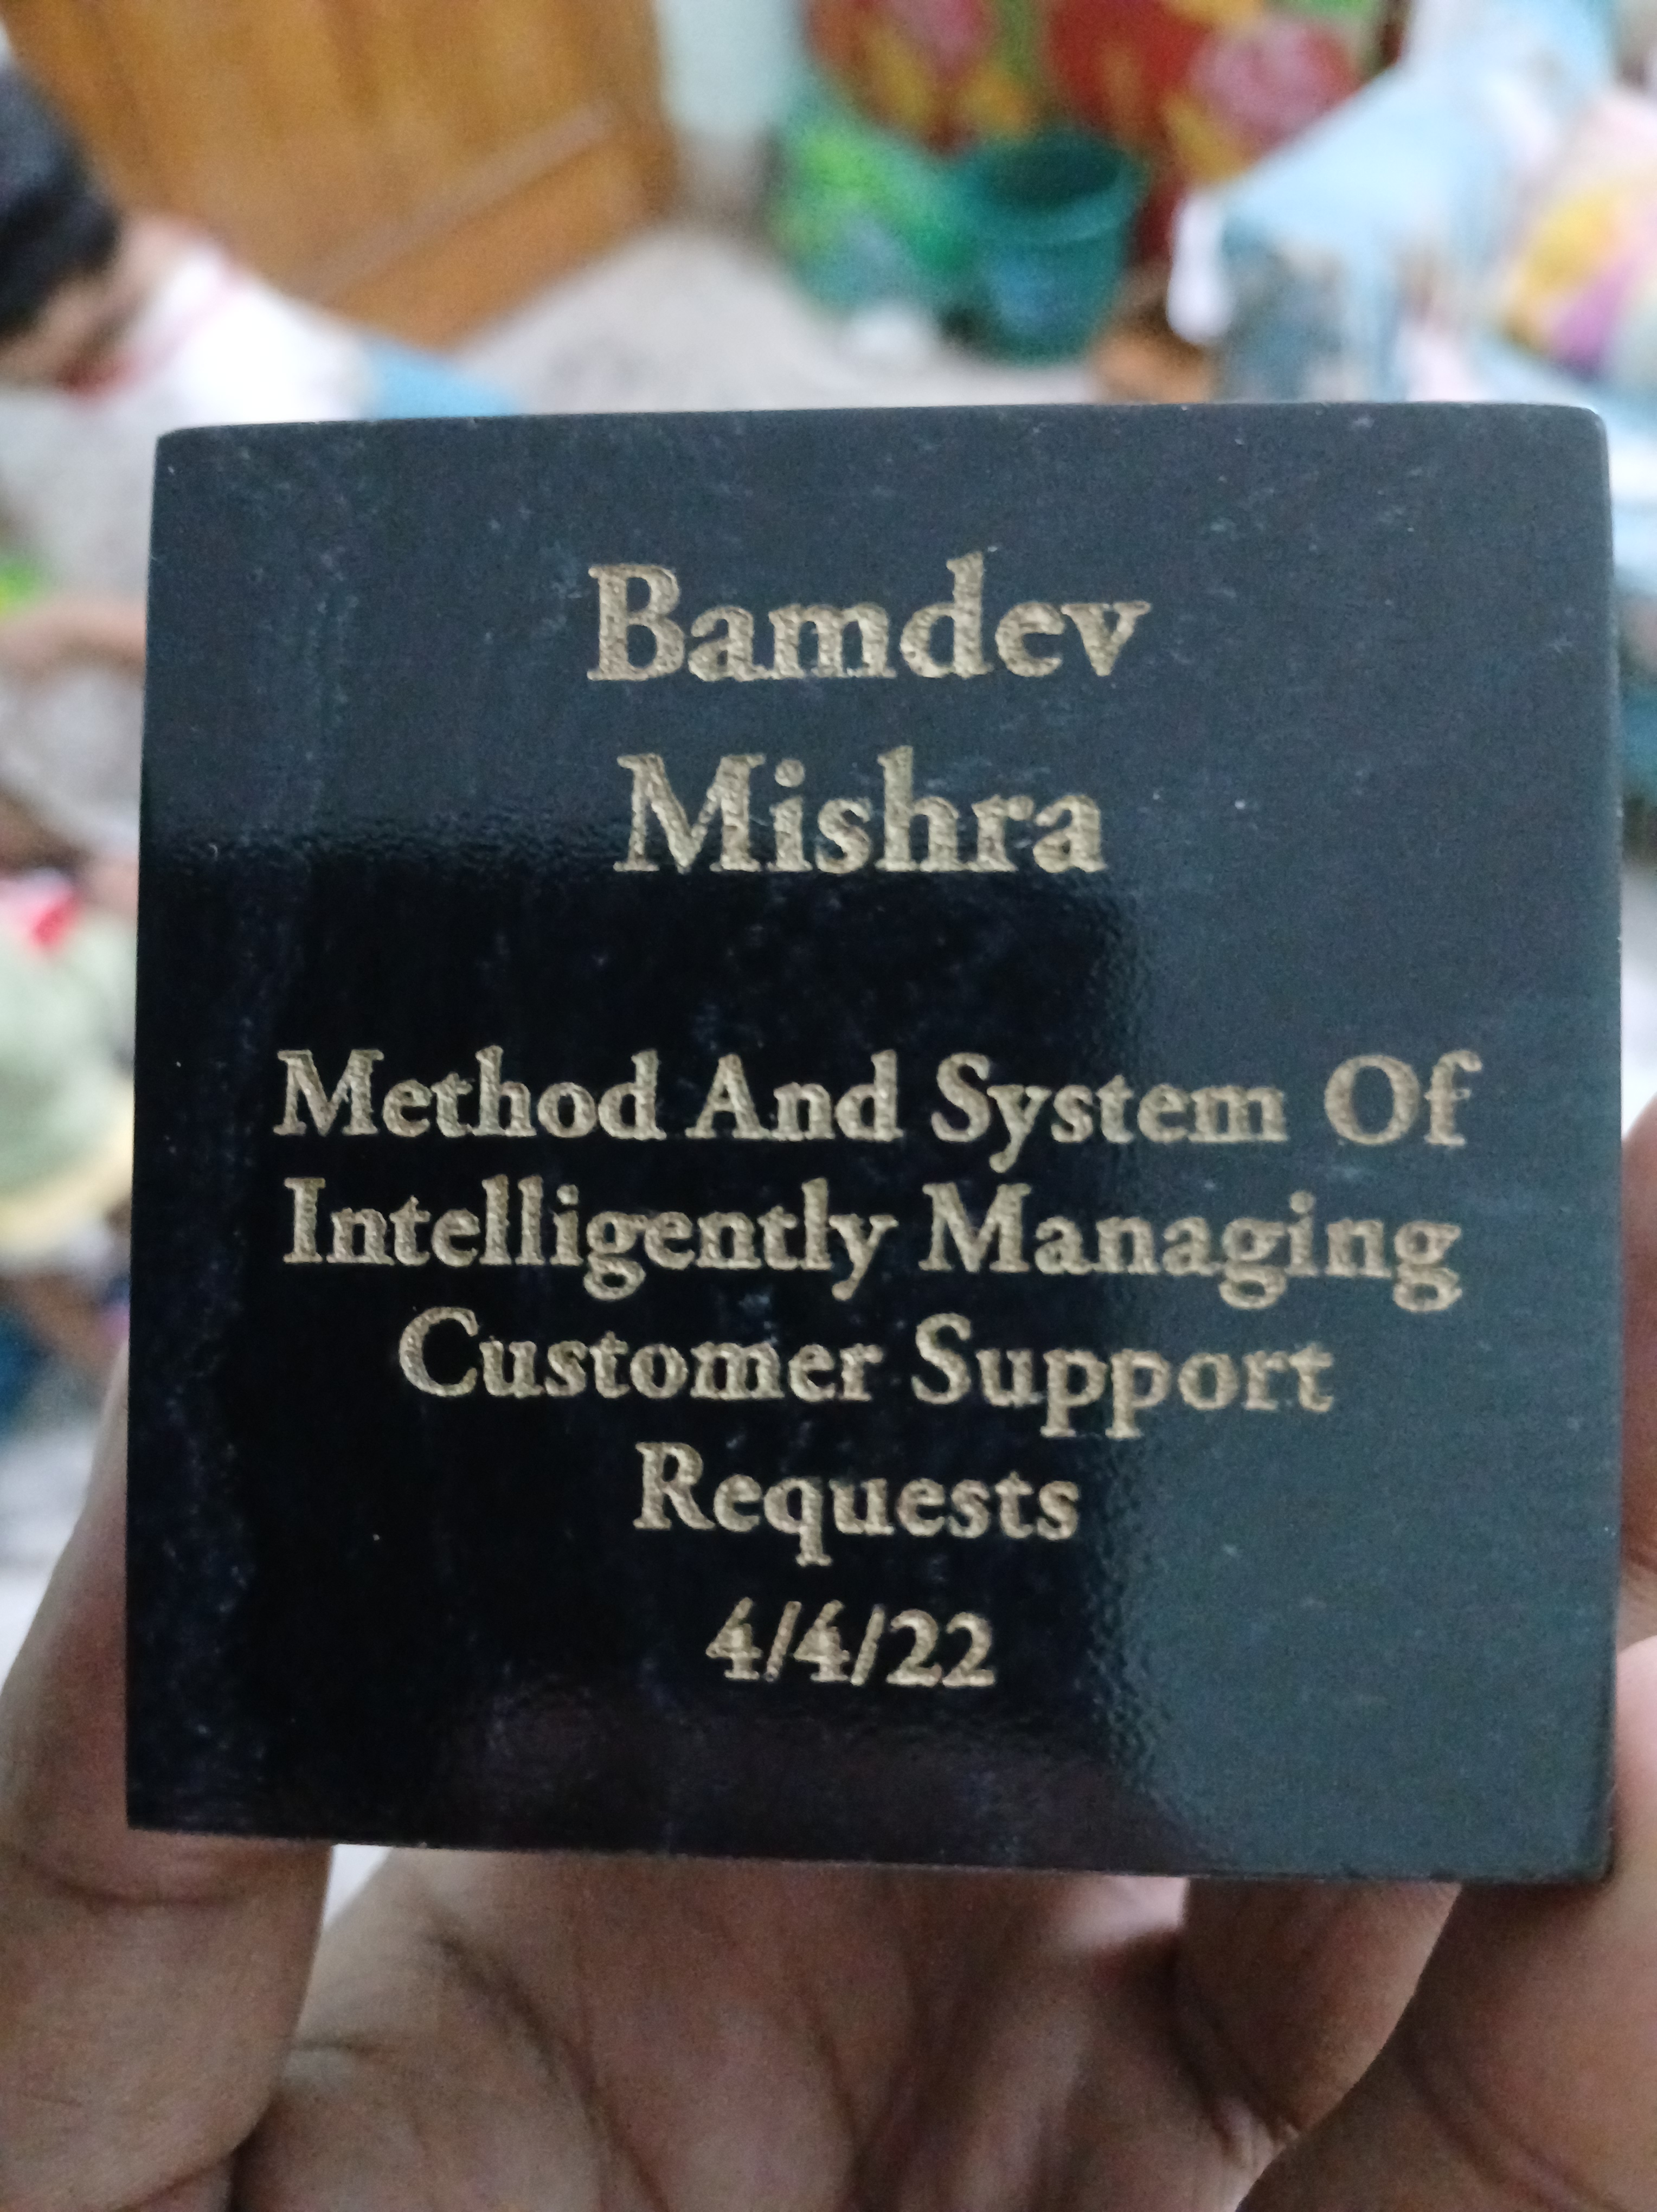 Bamdev
Mishra
Method And System Of
Intelligently Managing
Customer Support
Requests
4/4/22